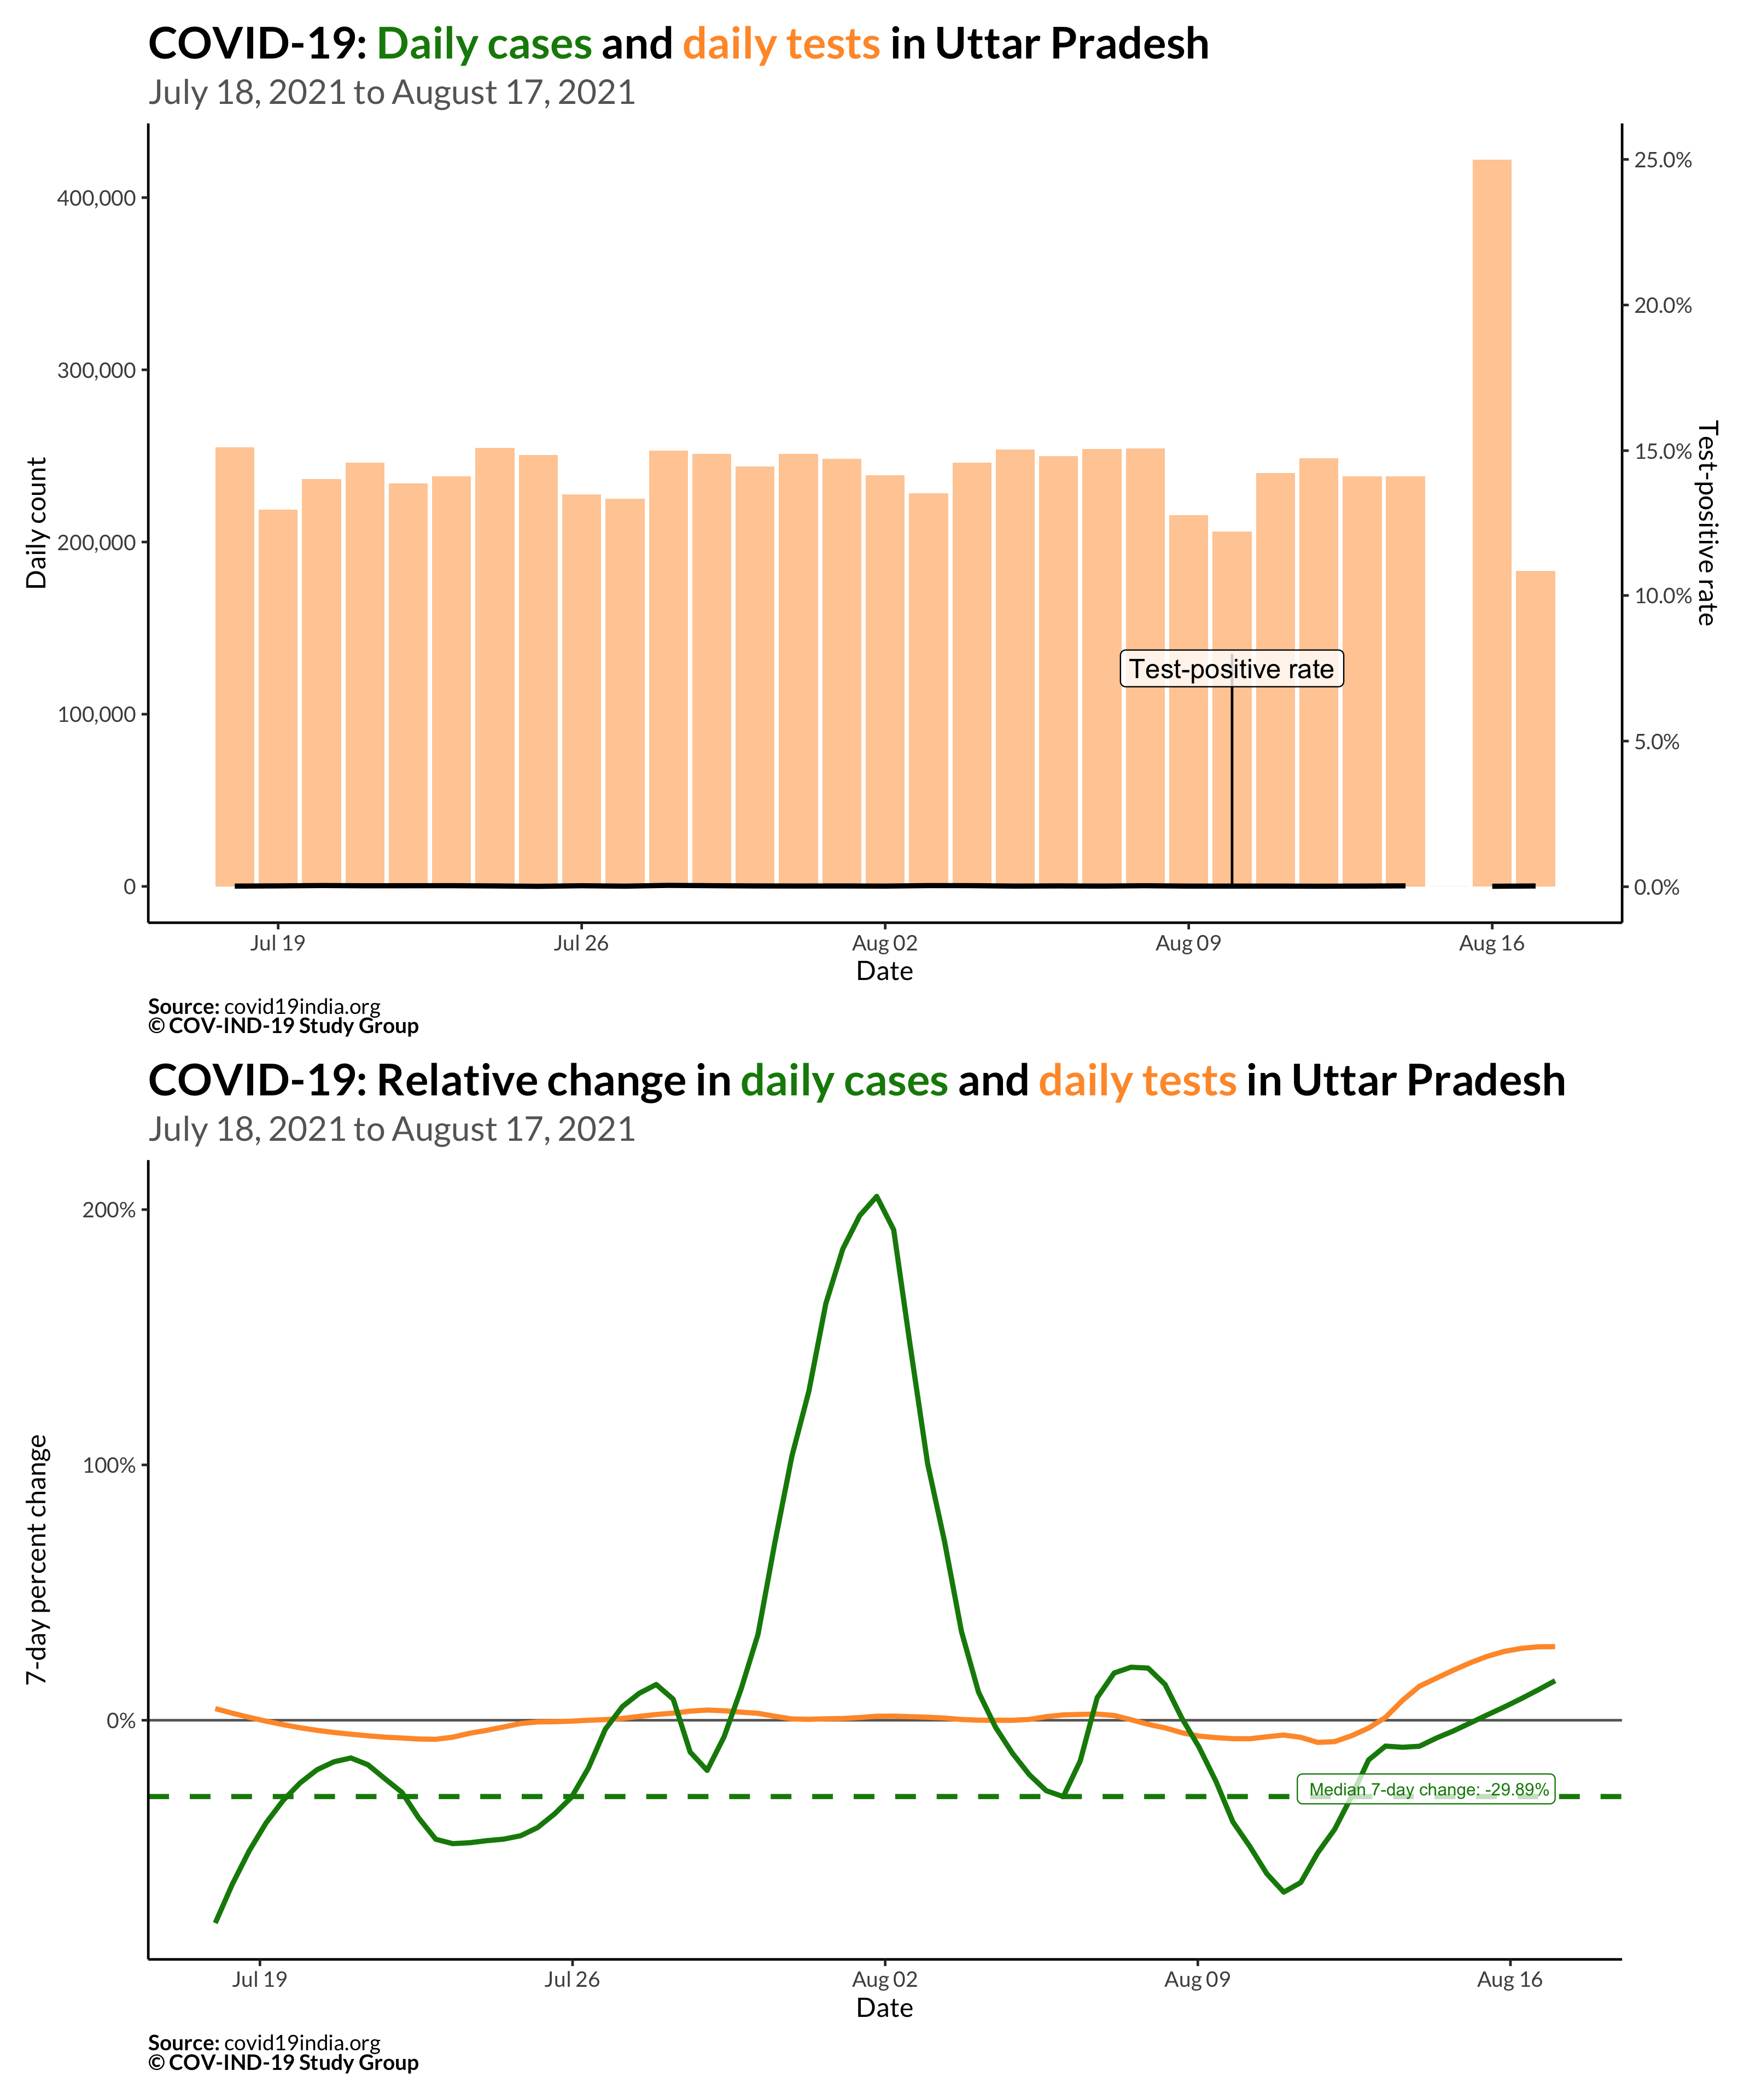 COVID-19: Daily cases and daily tests in Uttar Pradesh
July 18, 2021 to August 17, 2021
Daily count
400,000
300,000
200,000
100,000
0
25.0%
20.0%
15.0%
10.0%
5.0%
0.0%
Test-positive rate
Test-positive rate
Jul 19
Jul 26
Aug 02
Aug 09
Aug 16
Date
Source: covid19india.org
© COV-IND-19 Study Group
COVID-19: Relative change in daily cases and daily tests in Uttar Pradesh
July 18, 2021 to August 17, 2021
7-day percent change
200%
100%
0%
Median 7-day change: -29.89%
Jul 19
Jul 26
Aug 02
Aug 09
Aug 16
Date
Source: covid19india.org
© COV-IND-19 Study Group